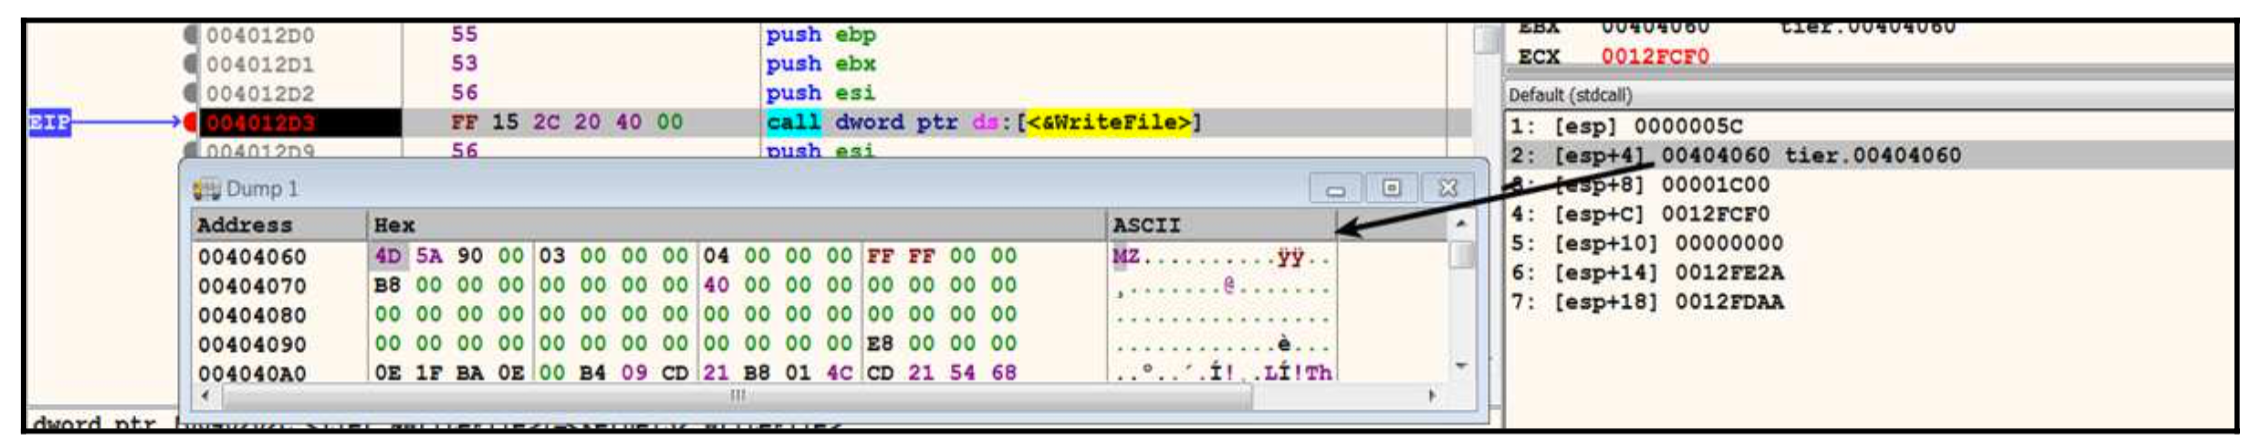 004012D0 55 push ebp
004012D1 53 push ebx
004012D2 56 push esi
EIP 004012D3 FF 15 2C 20 40 00 call dword ptr ds:[<&WriteFile>]
004012D9 56 push esi
EBX 00404060 tier.00404060
ECX 0012FCF0
Default (stdcall)
1: [esp] 0000005C
2: [esp+4] 00404060 tier.00404060
3: [esp+8] 00001C00
4: [esp+C] 0012FCF0
5: [esp+10] 00000000
6: [esp+14] 0012FE2A
7: [esp+18] 0012FDAA
Dump 1
Address Hex ASCII
00404060 4D 5A 90 00 03 00 00 00 04 00 00 00 FF FF 00 00 MZ..........ÿÿ..
00404070 B8 00 00 00 00 00 00 00 40 00 00 00 00 00 00 00 ¸.......@.......
00404080 00 00 00 00 00 00 00 00 00 00 00 00 00 00 00 00 ................
00404090 00 00 00 00 00 00 00 00 00 00 00 00 E8 00 00 00 ............è...
004040A0 0E 1F BA 0E 00 B4 09 CD 21 B8 01 4C CD 21 54 68 ..º..´.Í!¸.LÍ!Th
dword ptr